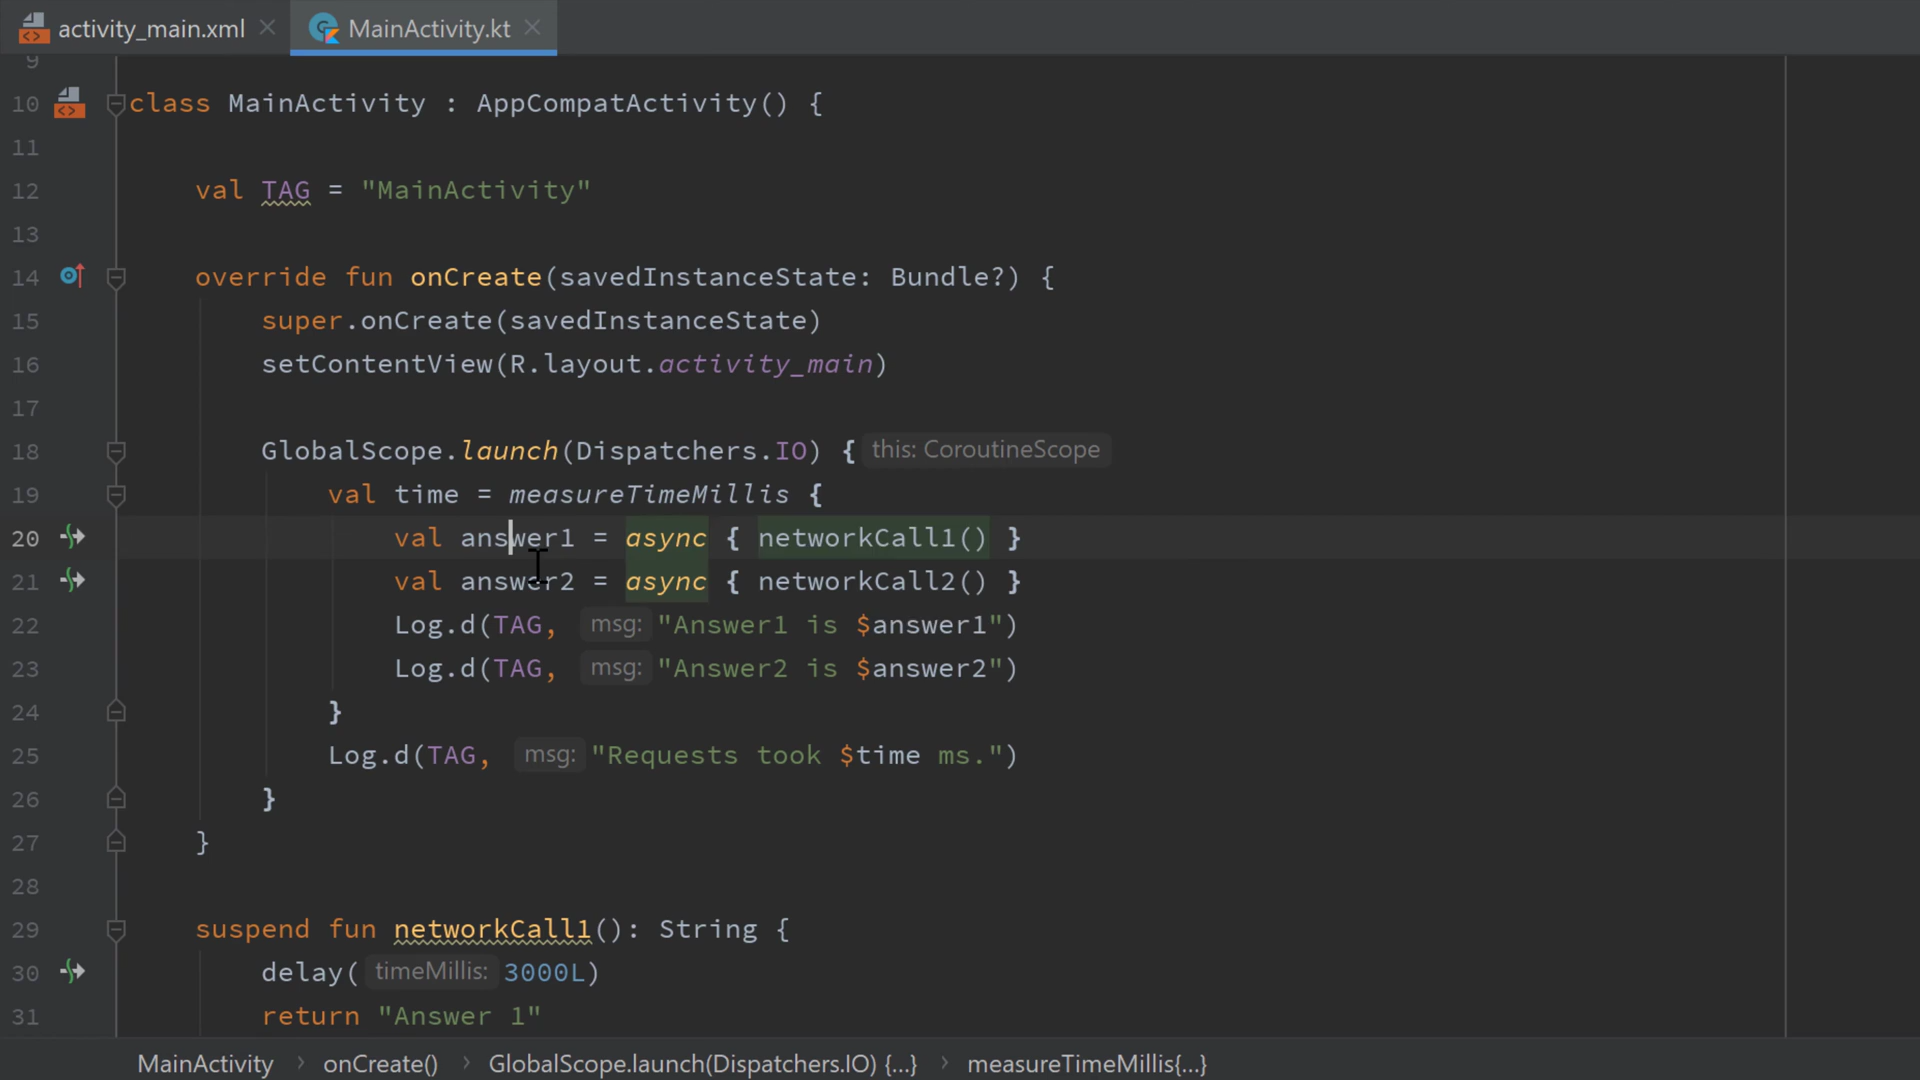 activity_main.xml MainActivity.kt
9
10 class MainActivity : AppCompatActivity() {
11
12 val TAG = "MainActivity"
13
14 override fun onCreate(savedInstanceState: Bundle?) {
15 super.onCreate(savedInstanceState)
16 setContentView(R.layout.activity_main)
17
18 GlobalScope.launch(Dispatchers.IO) { this: CoroutineScope
19 val time = measureTimeMillis {
20 val answer1 = async { networkCall1() }
21 val answer2 = async { networkCall2() }
22 Log.d(TAG, msg: "Answer1 is $answer1")
23 Log.d(TAG, msg: "Answer2 is $answer2")
24 }
25 Log.d(TAG, msg: "Requests took $time ms.")
26 }
27 }
28
29 suspend fun networkCall1(): String {
30 delay( timeMillis: 3000L)
31 return "Answer 1"
MainActivity › onCreate() › GlobalScope.launch(Dispatchers.IO) {...} › measureTimeMillis{...}